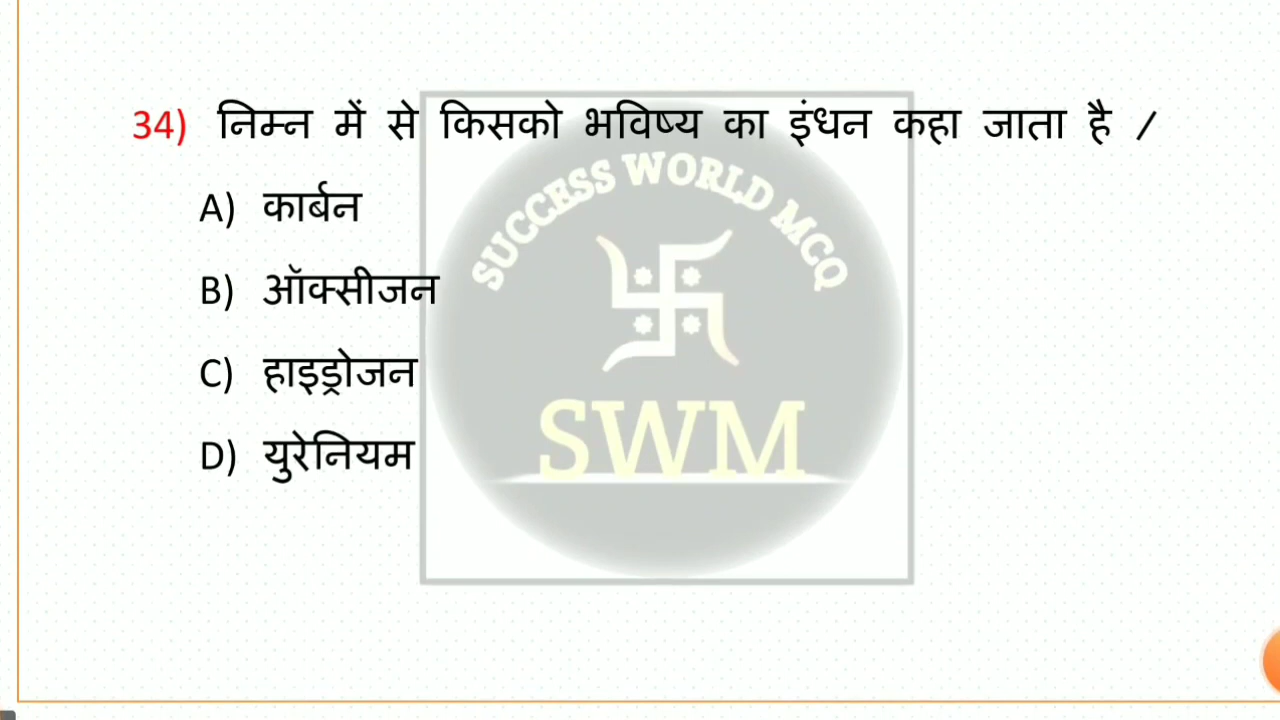 34) निम्न में से किसको भविष्य का इंधन कहा जाता है /
A) कार्बन
B) ऑक्सीजन
C) हाइड्रोजन
D) युरेनियम
SUCCESS WORLD MCQ
SWM